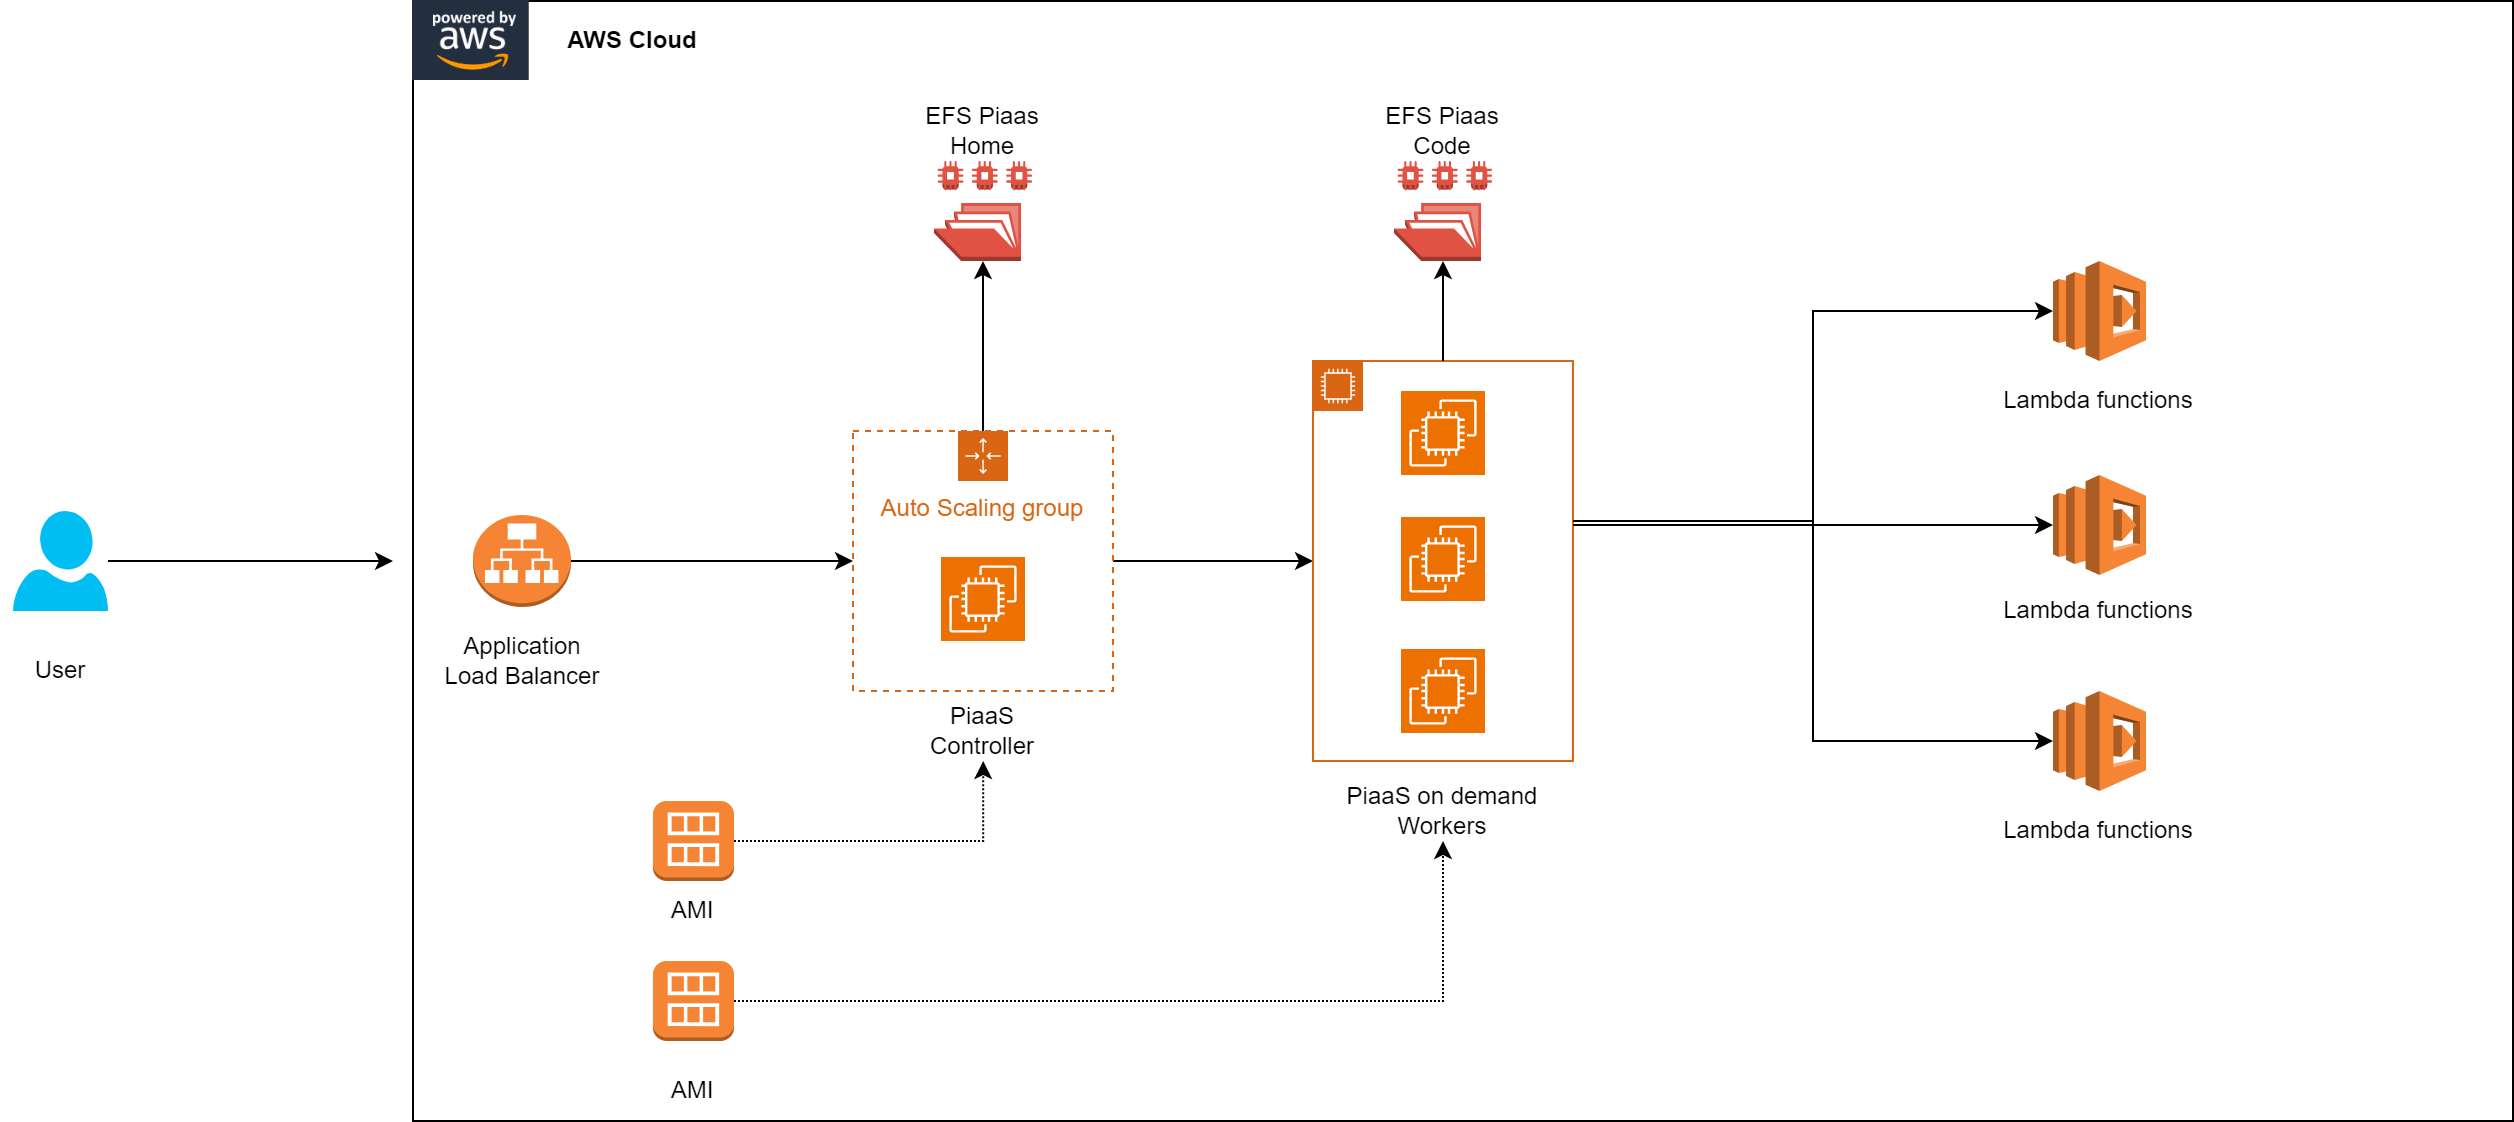 powered by
aws
AWS Cloud
EFS Piaas
Home
EFS Piaas
Code
Auto Scaling group
Lambda functions
User
Application
Load Balancer
PiaaS
Controller
Lambda functions
PiaaS on demand
Workers
Lambda functions
AMI
AMI